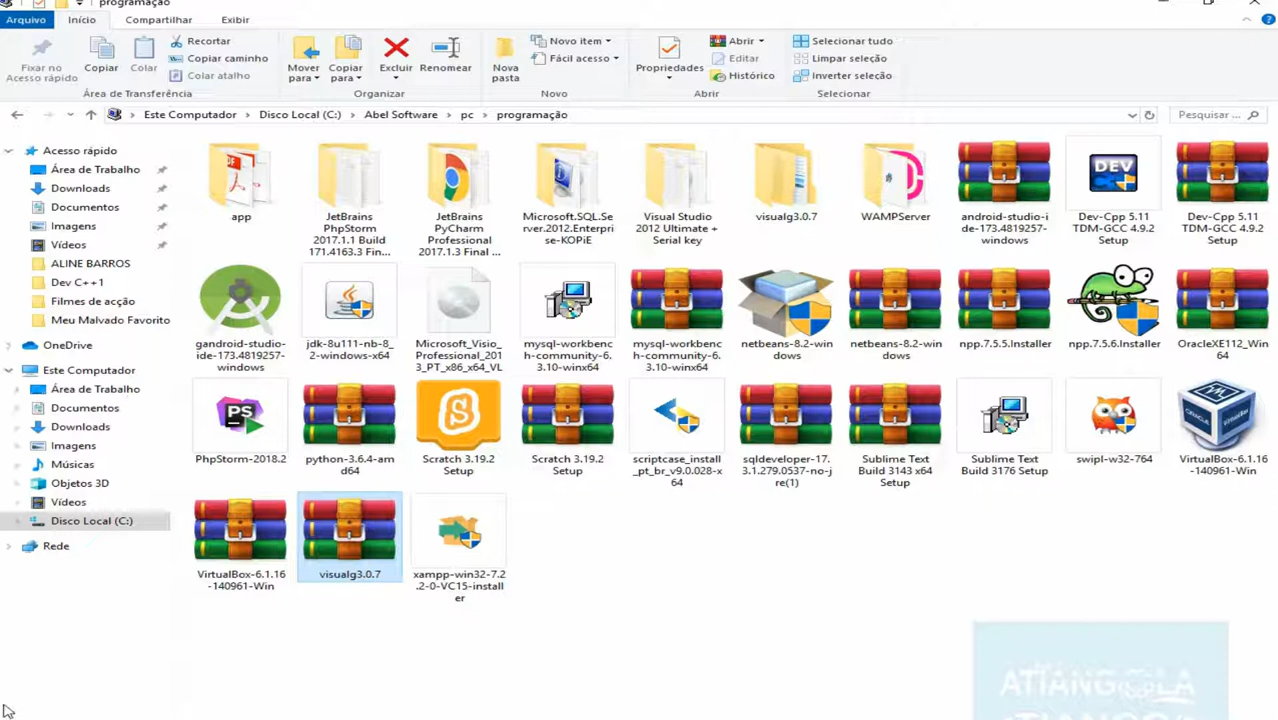 programação
Arquivo Início Compartilhar Exibir
Fixar no
Acesso rápido
Copiar
Colar
Recortar
Copiar caminho
Colar atalho
Área de Transferência
Mover
para
Copiar
para
Excluir
Renomear
Organizar
Nova
pasta
Novo item
Fácil acesso
Novo
Propriedades
Abrir
Editar
Histórico
Abrir
Selecionar tudo
Limpar seleção
Inverter seleção
Selecionar
Este Computador > Disco Local (C:) > Abel Software > pc > programação
Pesquisar ...
Acesso rápido
Área de Trabalho
Downloads
Documentos
Imagens
Vídeos
ALINE BARROS
Dev C++1
Filmes de acção
Meu Malvado Favorito
OneDrive
Este Computador
Área de Trabalho
Documentos
Downloads
Imagens
Músicas
Objetos 3D
Vídeos
Disco Local (C:)
Rede
app
JetBrains
PhpStorm
2017.1.1 Build
171.4163.3 Fin...
JetBrains
PyCharm
Professional
2017.1.3 Final ...
Microsoft.SQL.Se
rver.2012.Enterpri
se-KOPiE
Visual Studio
2012 Ultimate +
Serial key
visualg3.0.7
WAMPServer
android-studio-i
de-173.4819257-
windows
DEV
Dev-Cpp 5.11
TDM-GCC 4.9.2
Setup
Dev-Cpp 5.11
TDM-GCC 4.9.2
Setup
gandroid-studio-
ide-173.4819257-
windows
jdk-8u111-nb-8_
2-windows-x64
Microsoft_Visio_
Professional_201
3_PT_x86_x64_VL
mysql-workbenc
h-community-6.
3.10-winx64
mysql-workbenc
h-community-6.
3.10-winx64
netbeans-8.2-win
dows
netbeans-8.2-win
dows
npp.7.5.5.Installer
npp.7.5.6.Installer
OracleXE112_Win
64
PS
PhpStorm-2018.2
python-3.6.4-am
d64
Scratch 3.19.2
Setup
Scratch 3.19.2
Setup
scriptcase_install
_pt_br_v9.0.028-x
64
sqldeveloper-17.
3.1.279.0537-no-j
re(1)
Sublime Text
Build 3143 x64
Setup
Sublime Text
Build 3176 Setup
swipl-w32-764
ORACLE
VirtualBox
VirtualBox-6.1.16
-140961-Win
VirtualBox-6.1.16
-140961-Win
visualg3.0.7
xampp-win32-7.2
.2-0-VC15-install
er